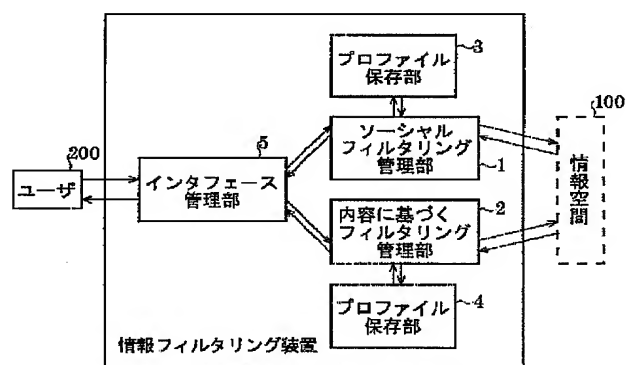 プロファイル
保存部
3
ソーシャル
フィルタリング
管理部
1
100
情報空間
200
ユーザ
5
インタフェース
管理部
内容に基づく
フィルタリング
管理部
2
プロファイル
保存部
4
情報フィルタリング装置